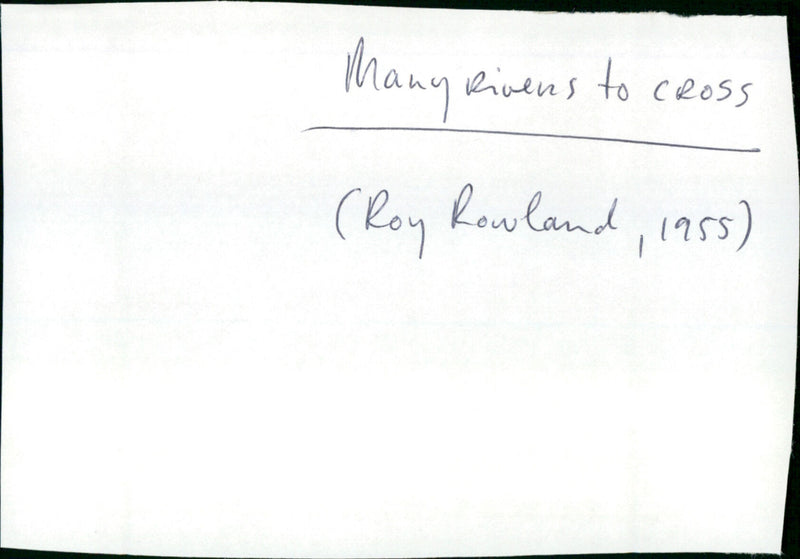 Many rivers to cross
(Roy Rowland, 1955)